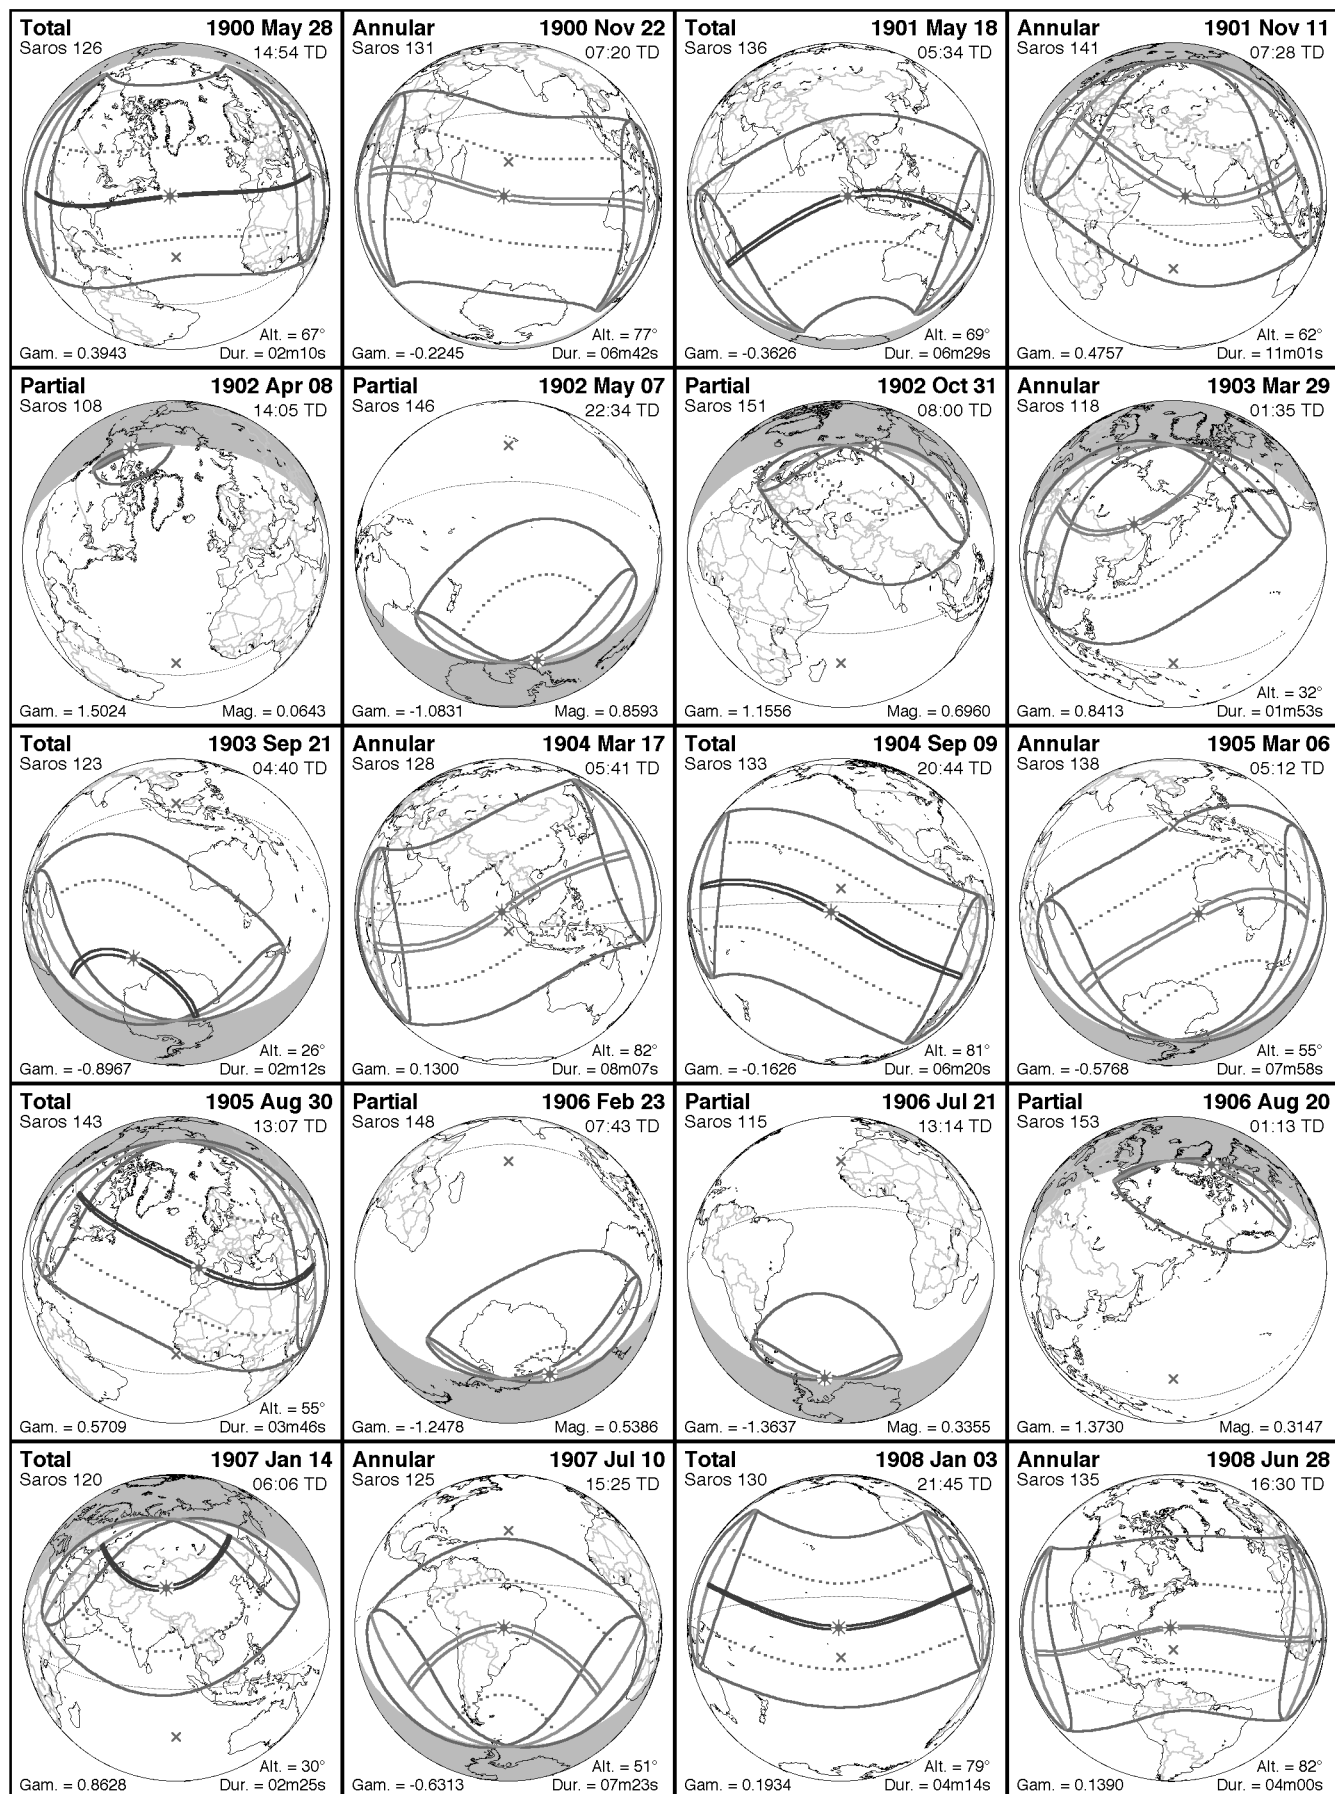 Total 1900 May 28
Saros 126 14:54 TD
Alt. = 67°
Gam. = 0.3943 Dur. = 02m10s
Annular 1900 Nov 22
Saros 131 07:20 TD
Alt. = 77°
Gam. = -0.2245 Dur. = 06m42s
Total 1901 May 18
Saros 136 05:34 TD
Alt. = 69°
Gam. = -0.3626 Dur. = 06m29s
Annular 1901 Nov 11
Saros 141 07:28 TD
Alt. = 62°
Gam. = 0.4757 Dur. = 11m01s
Partial 1902 Apr 08
Saros 108 14:05 TD
Gam. = 1.5024 Mag. = 0.0643
Partial 1902 May 07
Saros 146 22:34 TD
Gam. = -1.0831 Mag. = 0.8593
Partial 1902 Oct 31
Saros 151 08:00 TD
Gam. = 1.1556 Mag. = 0.6960
Annular 1903 Mar 29
Saros 118 01:35 TD
Alt. = 32°
Gam. = 0.8413 Dur. = 01m53s
Total 1903 Sep 21
Saros 123 04:40 TD
Alt. = 26°
Gam. = -0.8967 Dur. = 02m12s
Annular 1904 Mar 17
Saros 128 05:41 TD
Alt. = 82°
Gam. = 0.1300 Dur. = 08m07s
Total 1904 Sep 09
Saros 133 20:44 TD
Alt. = 81°
Gam. = -0.1626 Dur. = 06m20s
Annular 1905 Mar 06
Saros 138 05:12 TD
Alt. = 55°
Gam. = -0.5768 Dur. = 07m58s
Total 1905 Aug 30
Saros 143 13:07 TD
Alt. = 55°
Gam. = 0.5709 Dur. = 03m46s
Partial 1906 Feb 23
Saros 148 07:43 TD
Gam. = -1.2478 Mag. = 0.5386
Partial 1906 Jul 21
Saros 115 13:14 TD
Gam. = -1.3637 Mag. = 0.3355
Partial 1906 Aug 20
Saros 153 01:13 TD
Gam. = 1.3730 Mag. = 0.3147
Total 1907 Jan 14
Saros 120 06:06 TD
Alt. = 30°
Gam. = 0.8628 Dur. = 02m25s
Annular 1907 Jul 10
Saros 125 15:25 TD
Alt. = 51°
Gam. = -0.6313 Dur. = 07m23s
Total 1908 Jan 03
Saros 130 21:45 TD
Alt. = 79°
Gam. = 0.1934 Dur. = 04m14s
Annular 1908 Jun 28
Saros 135 16:30 TD
Alt. = 82°
Gam. = 0.1390 Dur. = 04m00s